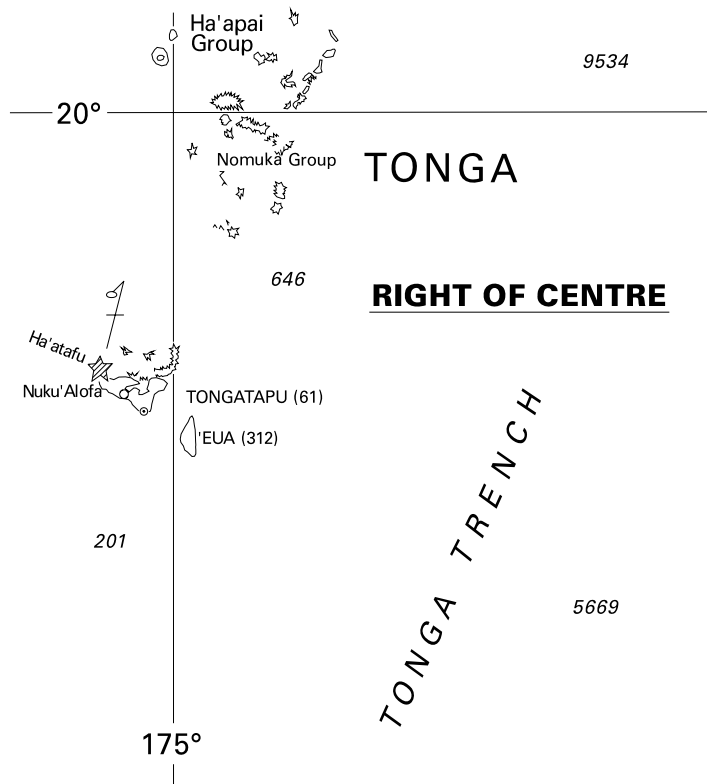 Ha'apai
Group
9534
20°
Nomuka Group
TONGA
646
RIGHT OF CENTRE
Ha'atafu
Nuku'Alofa
TONGATAPU (61)
'EUA (312)
TONGA TRENCH
201
5669
175°